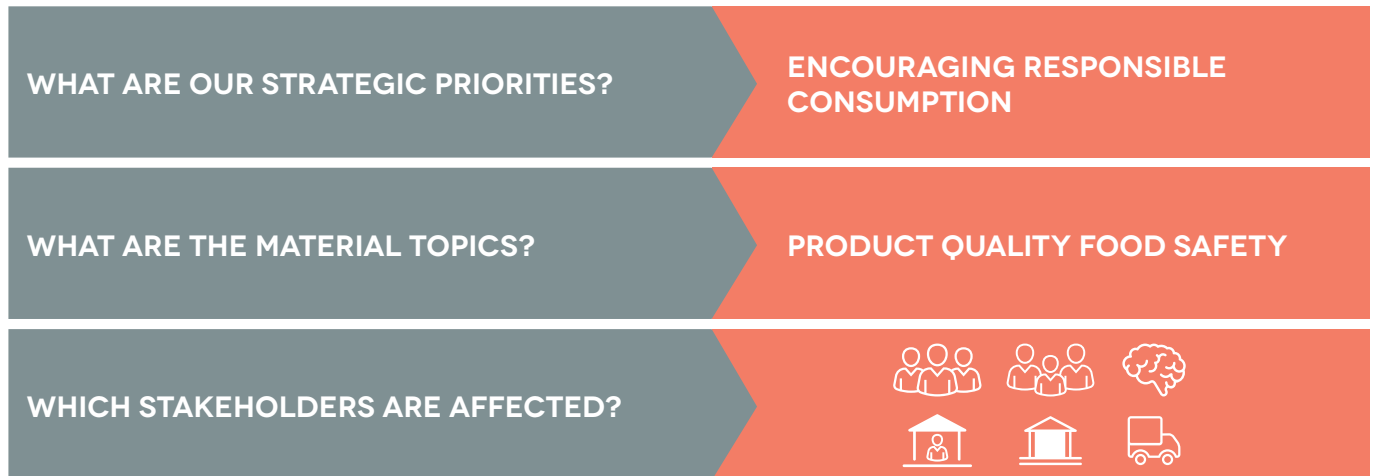 WHAT ARE OUR STRATEGIC PRIORITIES?
ENCOURAGING RESPONSIBLE
CONSUMPTION
WHAT ARE THE MATERIAL TOPICS?
PRODUCT QUALITY FOOD SAFETY
WHICH STAKEHOLDERS ARE AFFECTED?